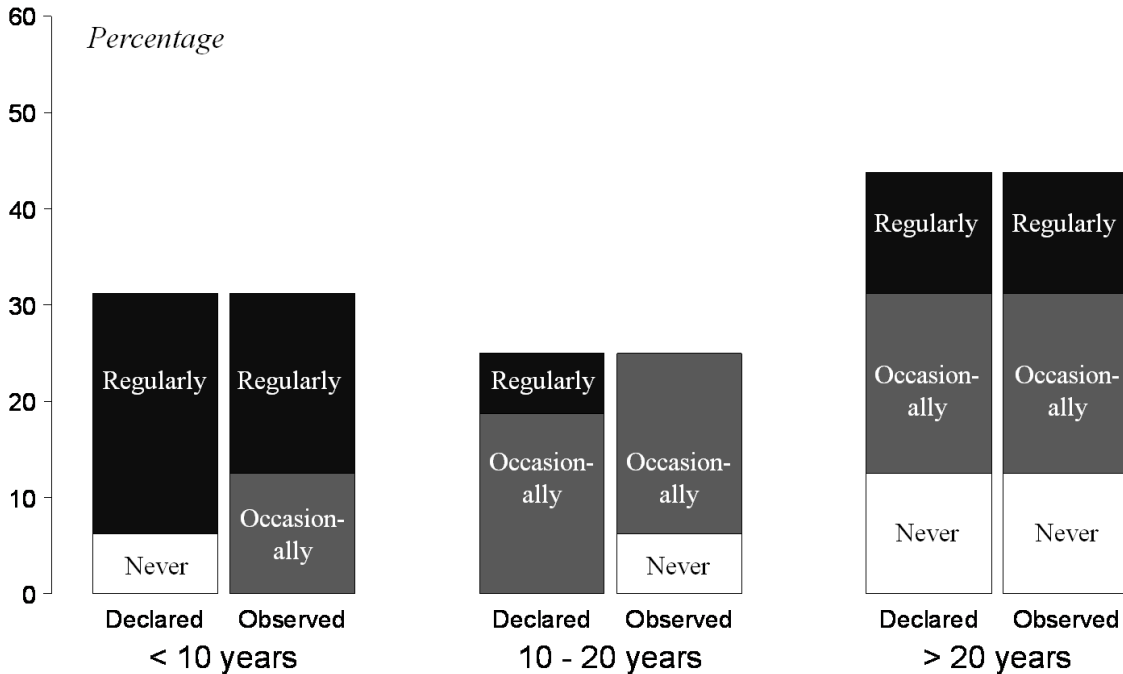 60
Percentage
50
40
30
20
10
0
Regularly
Never
Regularly
Occasion-
ally
Regularly
Occasion-
ally
Occasion-
ally
Never
Regularly
Occasion-
ally
Never
Regularly
Occasion-
ally
Never
Declared Observed Declared Observed Declared Observed
< 10 years 10 - 20 years > 20 years